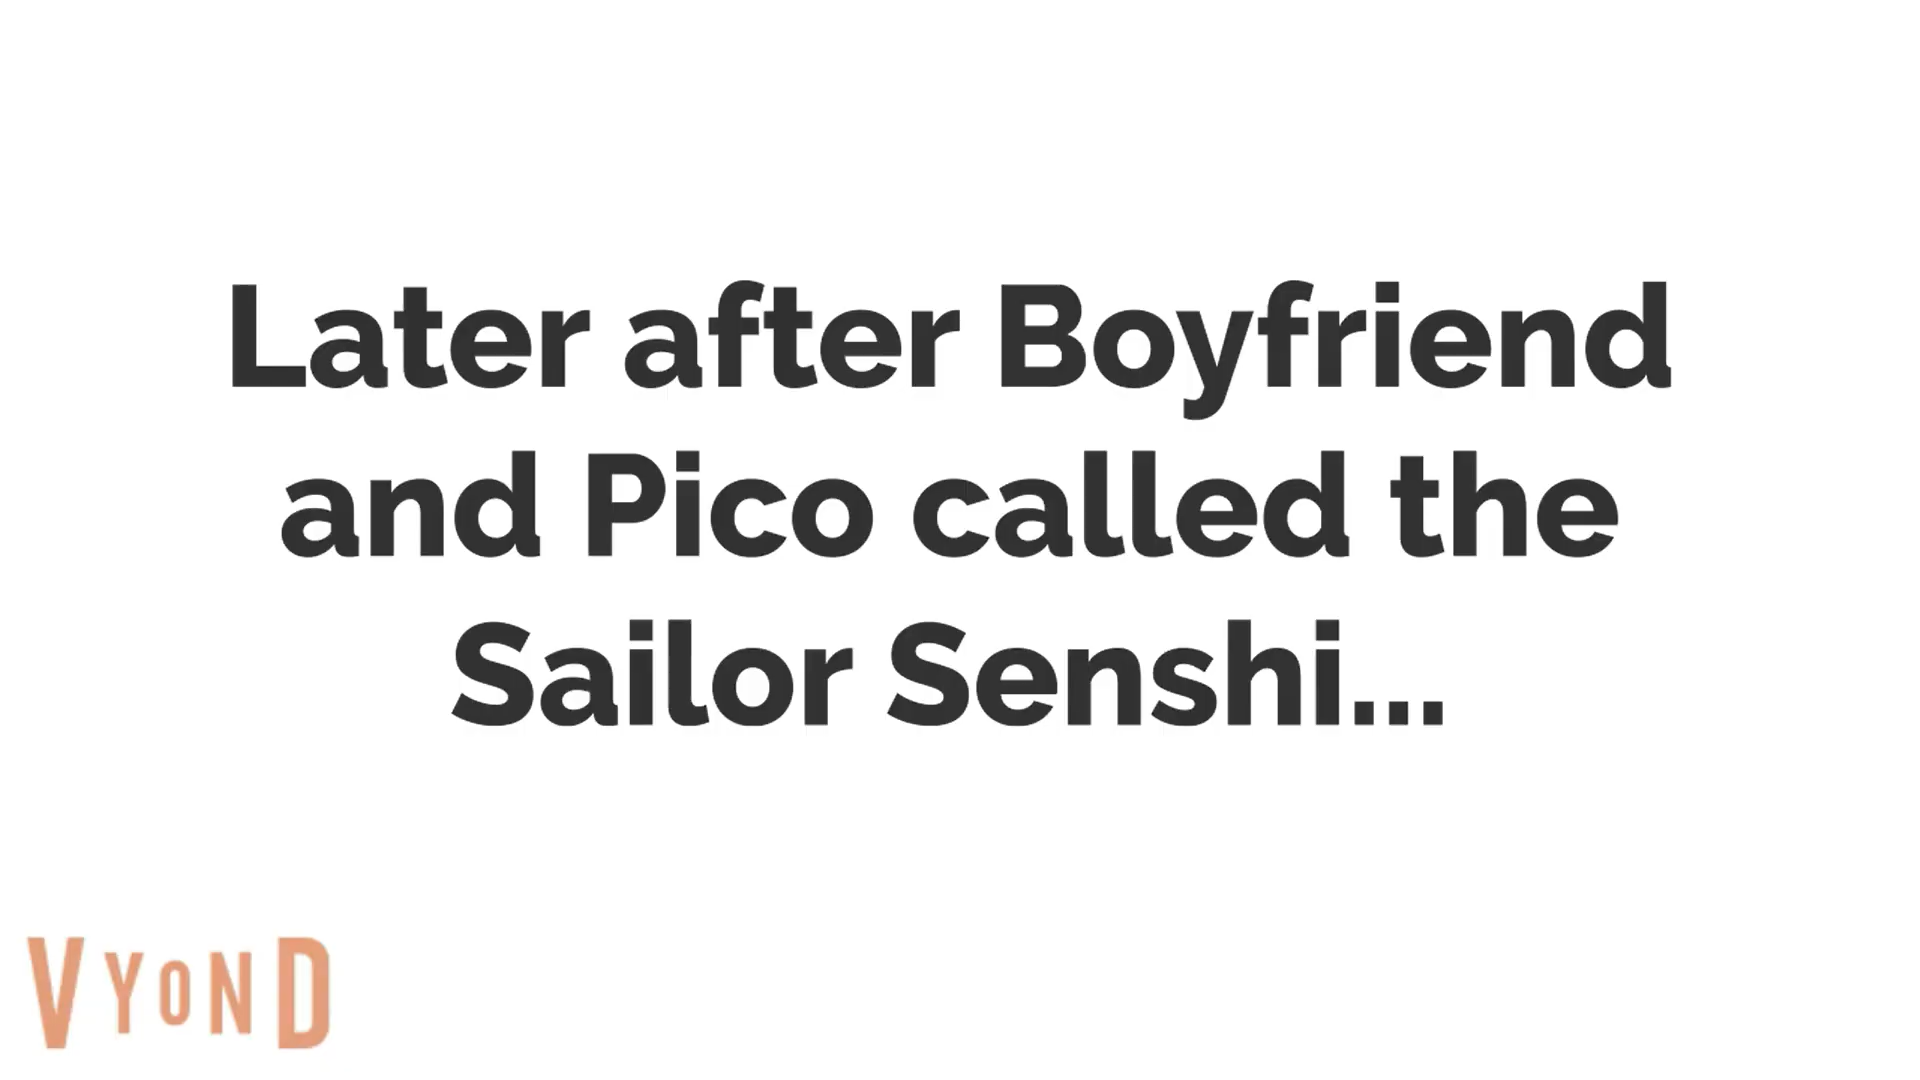 Later after Boyfriend
and Pico called the
Sailor Senshi...
VYOND